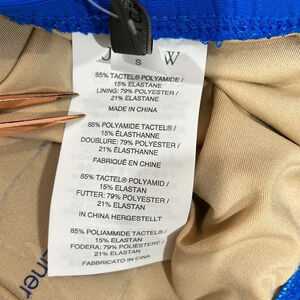 W
S
85% TACTEL® POLYAMIDE /
15% ELASTANE
LINING: 79% POLYESTER /
21% ELASTANE
MADE IN CHINA
85% POLYAMIDE TACTEL® /
15% ÉLASTHANNE
DOUBLURE: 79% POLYESTER /
21% ÉLASTHANNE
FABRIQUÉ EN CHINE
85% TACTEL® POLYAMID /
15% ELASTAN
FUTTER: 79% POLYESTER /
21% ELASTAN
IN CHINA HERGESTELLT
85% POLIAMMIDE TACTEL® /
15% ELASTAN
FODERA: 79% POLIESTERE /
21% ELASTAN
FABBRICATO IN CINA